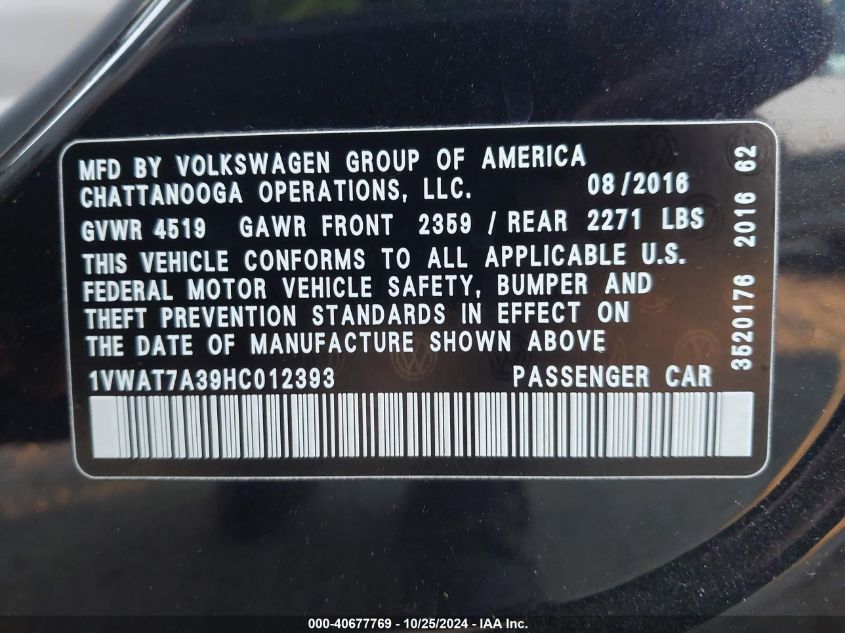 MFD BY VOLKSWAGEN GROUP OF AMERICA
CHATTANOOGA OPERATIONS, LLC. 08/2016
GVWR 4519 GAWR FRONT 2359 / REAR 2271 LBS
THIS VEHICLE CONFORMS TO ALL APPLICABLE U.S.
FEDERAL MOTOR VEHICLE SAFETY, BUMPER AND
THEFT PREVENTION STANDARDS IN EFFECT ON
THE DATE OF MANUFACTURE SHOWN ABOVE
1VWAT7A39HC012393 PASSENGER CAR
3520176 2016 62
000-40677769 - 10/25/2024 - IAA Inc.